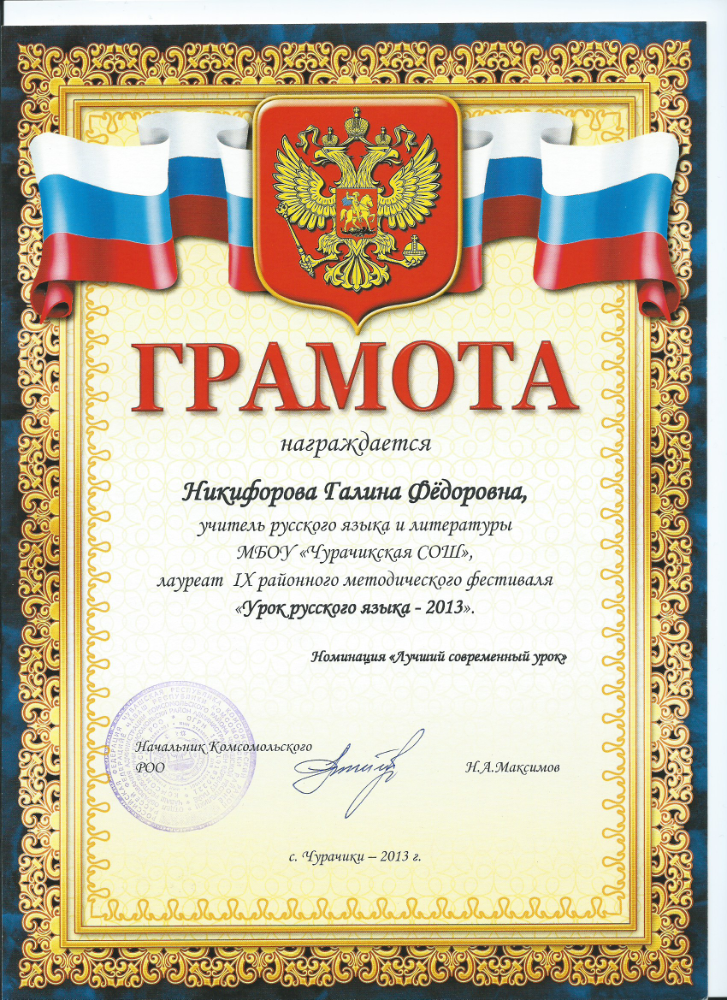 ГРАМОТА
награждается
Никифорова Галина Фёдоровна,
учитель русского языка и литературы
МБОУ «Чурачикская СОШ»,
лауреат IX районного методического фестиваля
«Урок русского языка - 2013».
Номинация «Лучший современный урок»
Начальник Комсомольского
РОО
Н.А.Максимов
с. Чурачики – 2013 г.